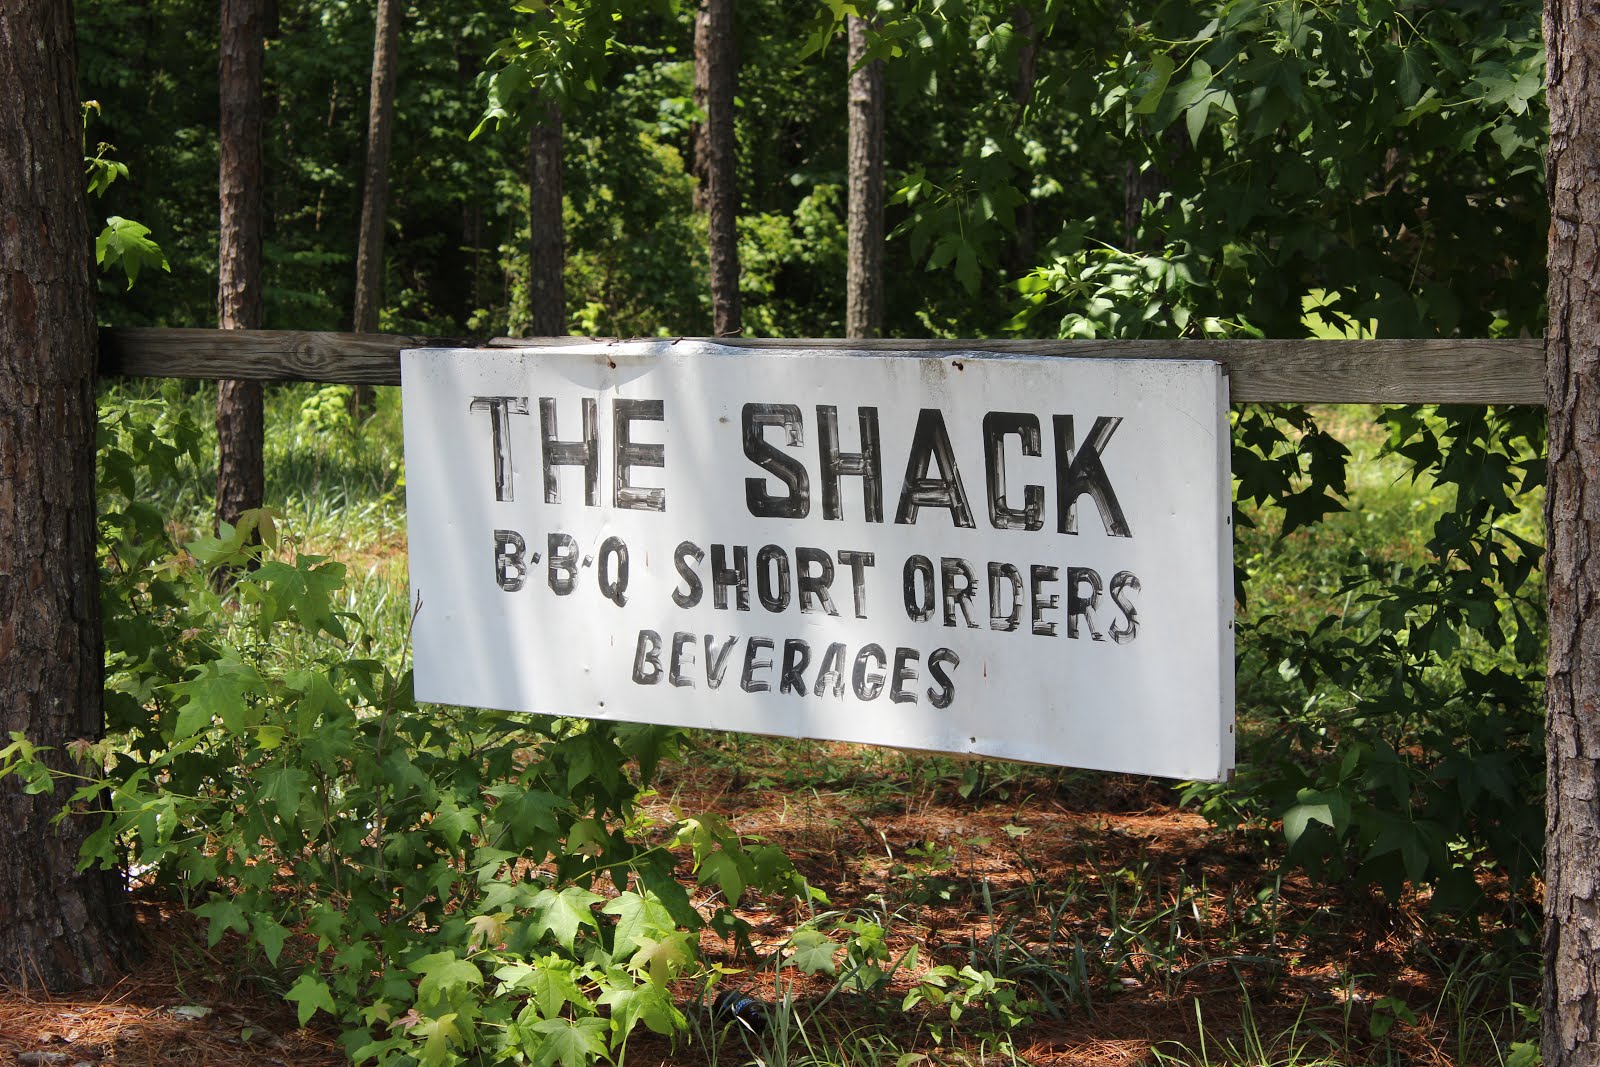 THE SHACK
B·B·Q SHORT ORDERS
BEVERAGES